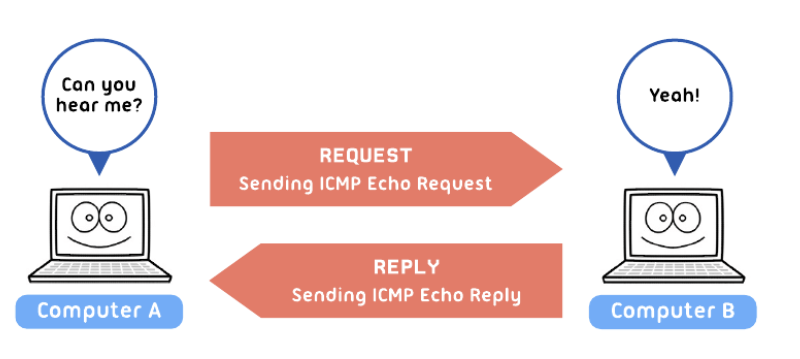 Can you
hear me?
Yeah!
REQUEST
Sending ICMP Echo Request
REPLY
Sending ICMP Echo Reply
Computer A
Computer B